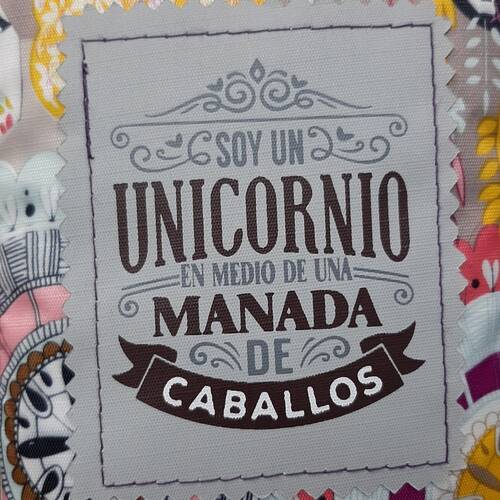 SOY UN
UNICORNIO
EN MEDIO DE UNA
MANADA
DE
CABALLOS